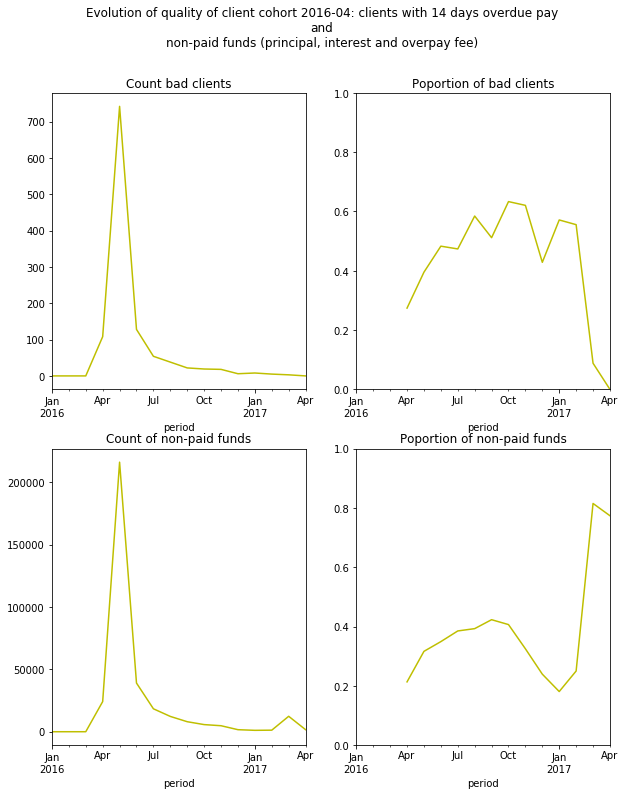 Evolution of quality of client cohort 2016-04: clients with 14 days overdue pay
and
non-paid funds (principal, interest and overpay fee)
Count bad clients
700
600
500
400
300
200
100
0
Jan Apr Jul Oct Jan Apr
2016 2017
period
Poportion of bad clients
1.0
0.8
0.6
0.4
0.2
0.0
Jan Apr Jul Oct Jan Apr
2016 2017
period
Count of non-paid funds
200000
150000
100000
50000
0
Jan Apr Jul Oct Jan Apr
2016 2017
period
Poportion of non-paid funds
1.0
0.8
0.6
0.4
0.2
0.0
Jan Apr Jul Oct Jan Apr
2016 2017
period